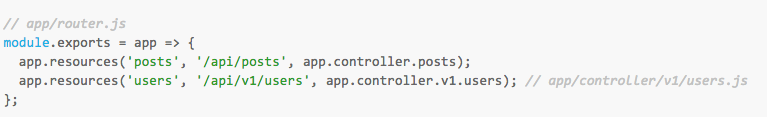 // app/router.js
module.exports = app => {
  app.resources('posts', '/api/posts', app.controller.posts);
  app.resources('users', '/api/v1/users', app.controller.v1.users); // app/controller/v1/users.js
};